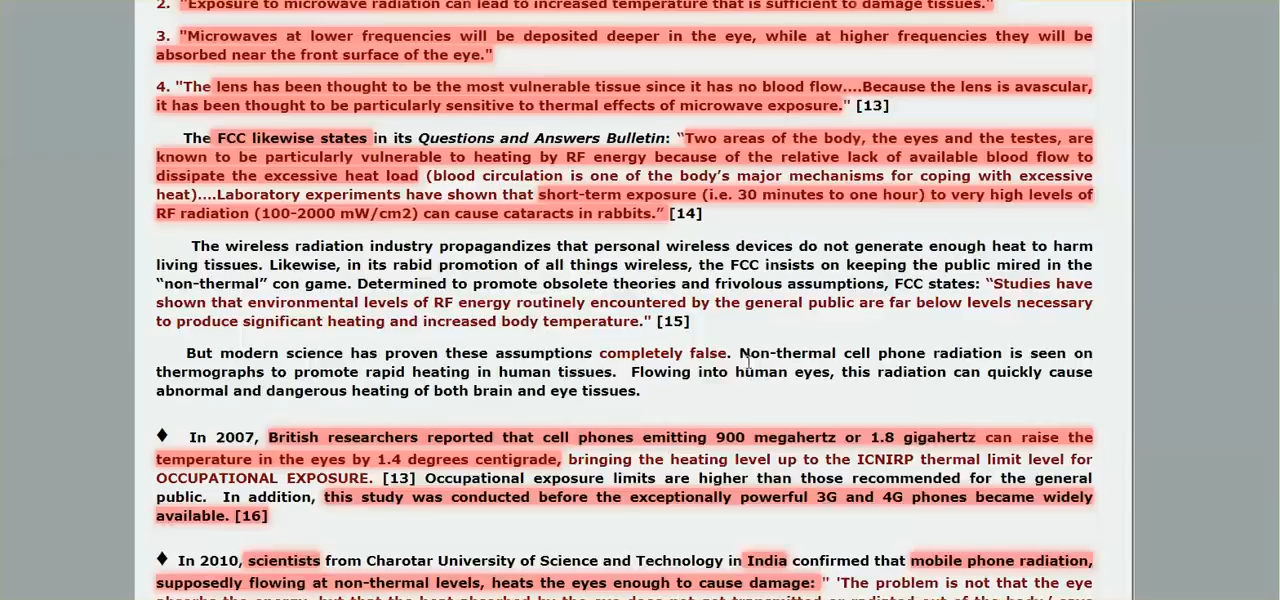 2. "Exposure to microwave radiation can lead to increased temperature that is sufficient to damage tissues."
3. "Microwaves at lower frequencies will be deposited deeper in the eye, while at higher frequencies they will be
absorbed near the front surface of the eye."
4. "The lens has been thought to be the most vulnerable tissue since it has no blood flow....Because the lens is avascular,
it has been thought to be particularly sensitive to thermal effects of microwave exposure." [13]
The FCC likewise states in its Questions and Answers Bulletin: “Two areas of the body, the eyes and the testes, are
known to be particularly vulnerable to heating by RF energy because of the relative lack of available blood flow to
dissipate the excessive heat load (blood circulation is one of the body’s major mechanisms for coping with excessive
heat)....Laboratory experiments have shown that short-term exposure (i.e. 30 minutes to one hour) to very high levels of
RF radiation (100-2000 mW/cm2) can cause cataracts in rabbits.” [14]
The wireless radiation industry propagandizes that personal wireless devices do not generate enough heat to harm
living tissues. Likewise, in its rabid promotion of all things wireless, the FCC insists on keeping the public mired in the
“non-thermal” con game. Determined to promote obsolete theories and frivolous assumptions, FCC states: “Studies have
shown that environmental levels of RF energy routinely encountered by the general public are far below levels necessary
to produce significant heating and increased body temperature." [15]
But modern science has proven these assumptions completely false. Non-thermal cell phone radiation is seen on
thermographs to promote rapid heating in human tissues. Flowing into human eyes, this radiation can quickly cause
abnormal and dangerous heating of both brain and eye tissues.
♦ In 2007, British researchers reported that cell phones emitting 900 megahertz or 1.8 gigahertz can raise the
temperature in the eyes by 1.4 degrees centigrade, bringing the heating level up to the ICNIRP thermal limit level for
OCCUPATIONAL EXPOSURE. [13] Occupational exposure limits are higher than those recommended for the general
public. In addition, this study was conducted before the exceptionally powerful 3G and 4G phones became widely
available. [16]
♦ In 2010, scientists from Charotar University of Science and Technology in India confirmed that mobile phone radiation,
supposedly flowing at non-thermal levels, heats the eyes enough to cause damage: " 'The problem is not that the eye
absorbs the energy, but that the heat absorbed by the eye does not get transmitted or radiated out of the body/